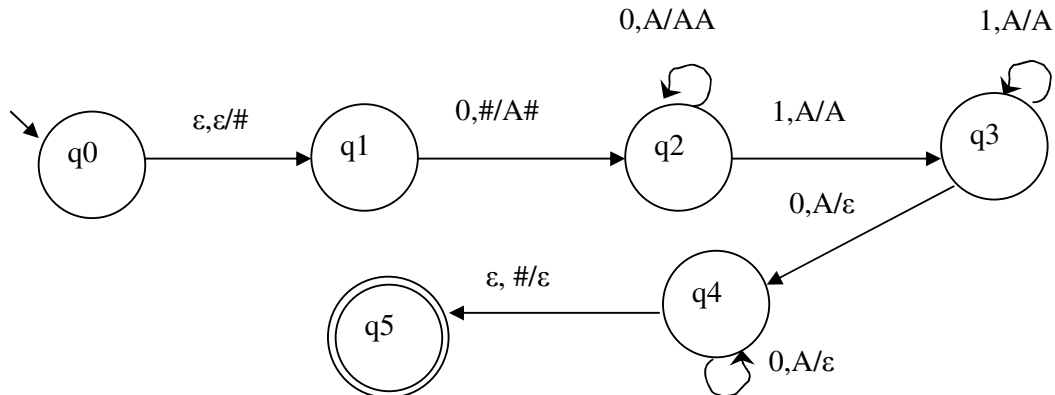 0,A/AA
1,A/A
ε,ε/#
0,#/A#
1,A/A
q0
q1
q2
q3
0,A/ε
ε, #/ε
q4
q5
0,A/ε